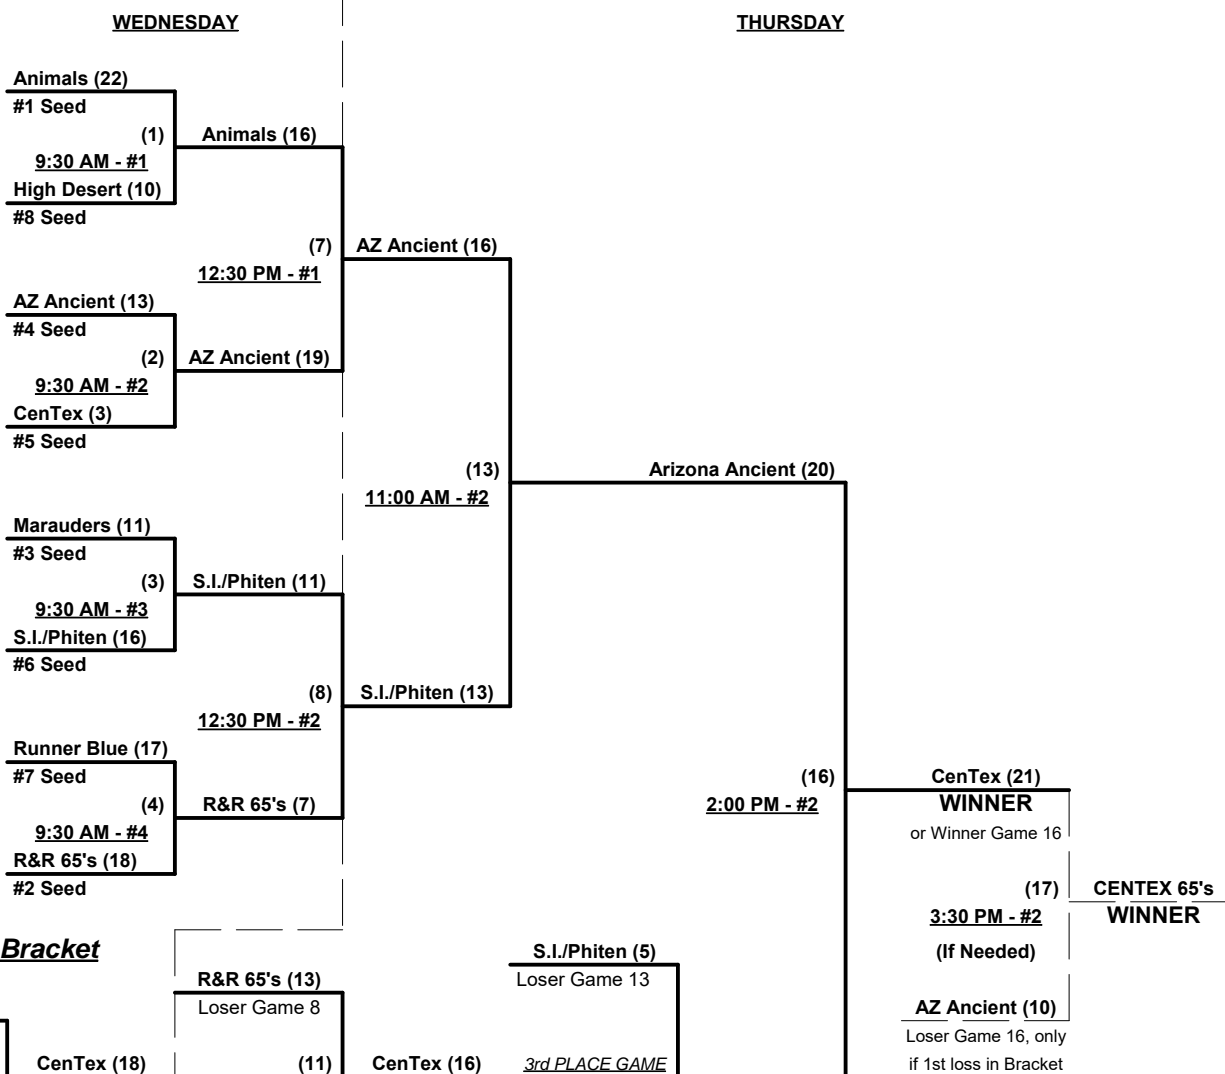 WEDNESDAY
THURSDAY
Animals (22)
#1 Seed
(1)
Animals (16)
9:30 AM - #1
High Desert (10)
#8 Seed
(7)
AZ Ancient (16)
12:30 PM - #1
AZ Ancient (13)
#4 Seed
(2)
AZ Ancient (19)
9:30 AM - #2
CenTex (3)
#5 Seed
(13)
Arizona Ancient (20)
11:00 AM - #2
Marauders (11)
#3 Seed
(3)
S.I./Phiten (11)
9:30 AM - #3
S.I./Phiten (16)
#6 Seed
(8)
S.I./Phiten (13)
12:30 PM - #2
Runner Blue (17)
#7 Seed
(4)
R&R 65's (7)
9:30 AM - #4
R&R 65's (18)
#2 Seed
(16)
CenTex (21)
2:00 PM - #2
WINNER
or Winner Game 16
(17)
CENTEX 65's
3:30 PM - #2
WINNER
(If Needed)
Bracket
S.I./Phiten (5)
R&R 65's (13)
Loser Game 13
Loser Game 8
AZ Ancient (10)
Loser Game 16, only
CenTex (18)
(11)
CenTex (16)
3rd PLACE GAME
if 1st loss in Bracket